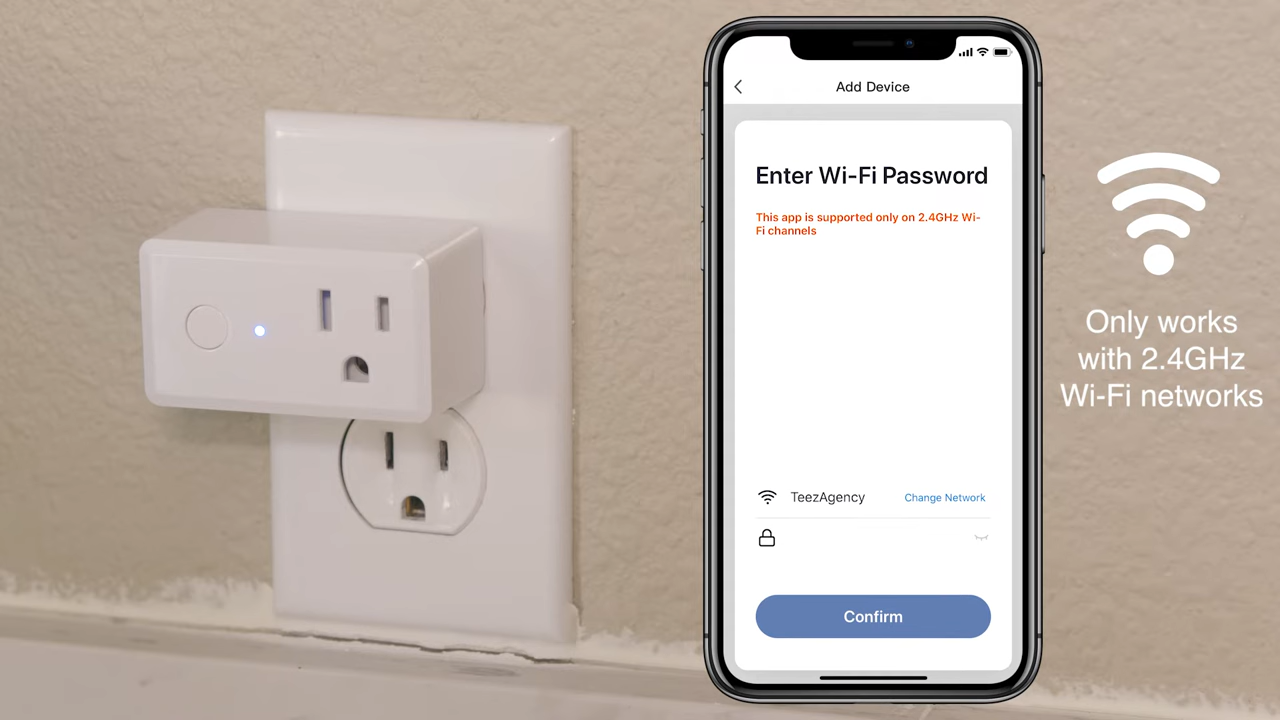 Add Device
Enter Wi-Fi Password
This app is supported only on 2.4GHz Wi-
Fi channels
TeezAgency
Change Network
Confirm
Only works
with 2.4GHz
Wi-Fi networks